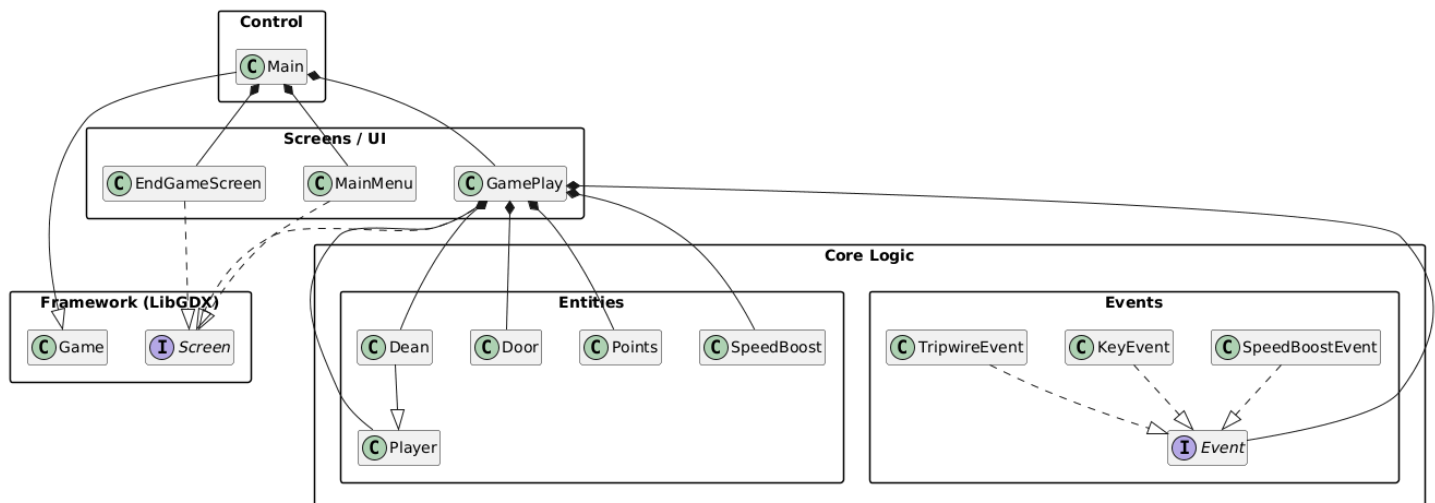 Control
C Main
Screens / UI
C EndGameScreen
C MainMenu
C GamePlay
Core Logic
Framework (LibGDX)
C Game
I Screen
Entities
C Dean
C Door
C Points
C SpeedBoost
C Player
Events
C TripwireEvent
C KeyEvent
C SpeedBoostEvent
I Event